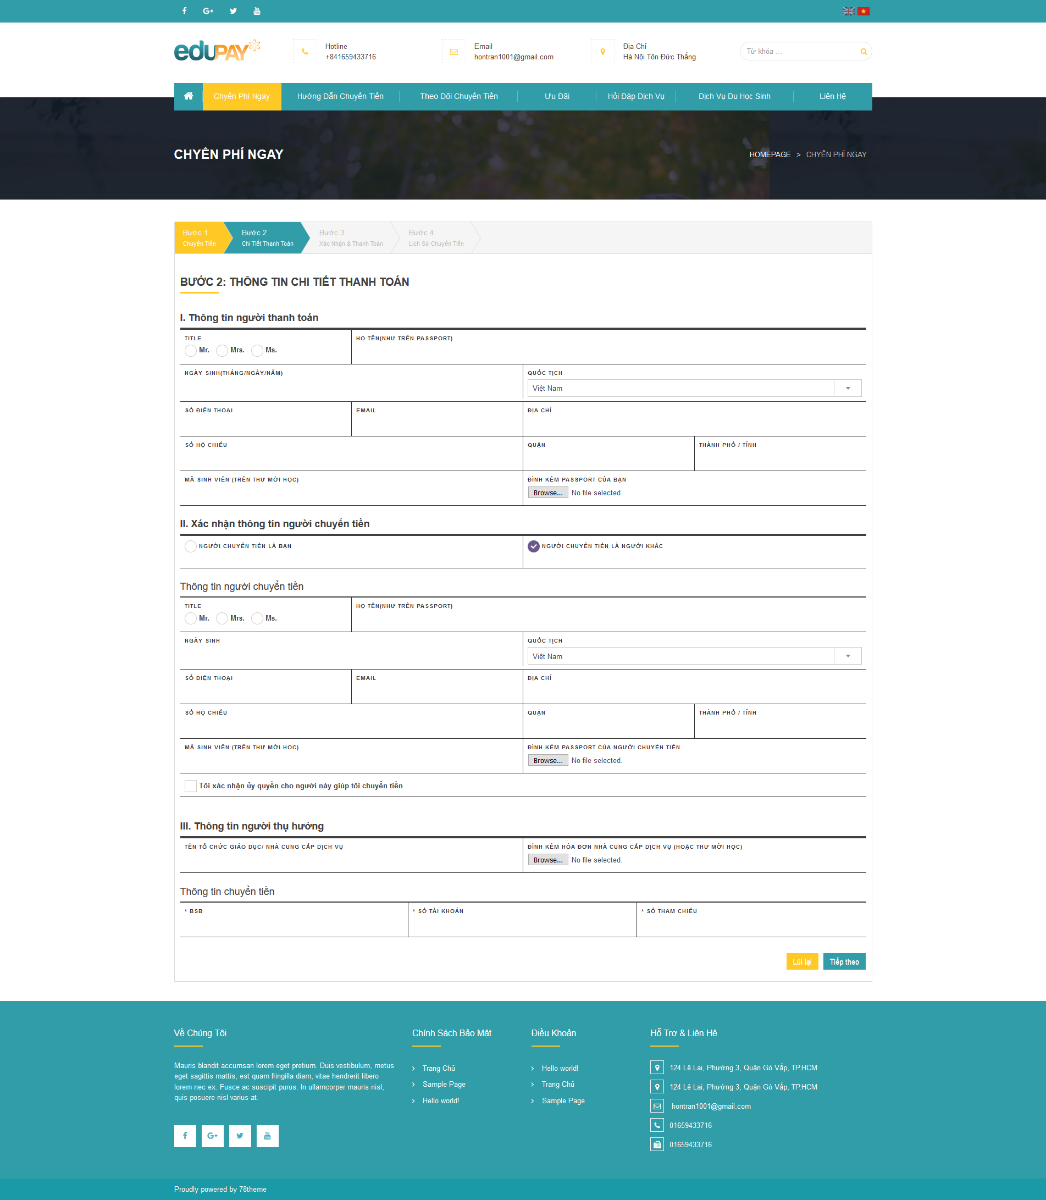 eduPAY
Hotline
+841659433716
Email
hontran1001@gmail.com
Địa Chỉ
Hà Nội Tôn Đức Thắng
Từ khóa ...
Chyên Phí Ngay
Hướng Dẫn Chuyển Tiền
Theo Dõi Chuyển Tiền
Ưu Đãi
Hỏi Đáp Dịch Vụ
Dịch Vụ Du Học Sinh
Liên Hệ
CHYÊN PHÍ NGAY
HOMEPAGE > CHYÊN PHÍ NGAY
Bước 1
Chuyển Tiền
Bước 2
Chi Tiết Thanh Toán
Bước 3
Xác Nhận & Thanh Toán
Bước 4
Lịch Sử Chuyển Tiền
BƯỚC 2: THÔNG TIN CHI TIẾT THANH TOÁN
I. Thông tin người thanh toán
TITLE
Mr. Mrs. Ms.
HỌ TÊN(NHƯ TRÊN PASSPORT)
NGÀY SINH(THÁNG/NGÀY/NĂM)
QUỐC TỊCH
Việt Nam
SỐ ĐIỆN THOẠI
EMAIL
ĐỊA CHỈ
SỐ HỘ CHIẾU
QUẬN
THÀNH PHỐ / TỈNH
MÃ SINH VIÊN (TRÊN THƯ MỜI HỌC)
ĐÍNH KÈM PASSPORT CỦA BẠN
Browse... No file selected.
II. Xác nhận thông tin người chuyển tiền
NGƯỜI CHUYỂN TIỀN LÀ BẠN
NGƯỜI CHUYỂN TIỀN LÀ NGƯỜI KHÁC
Thông tin người chuyển tiền
TITLE
Mr. Mrs. Ms.
HỌ TÊN(NHƯ TRÊN PASSPORT)
NGÀY SINH
QUỐC TỊCH
Việt Nam
SỐ ĐIỆN THOẠI
EMAIL
ĐỊA CHỈ
SỐ HỘ CHIẾU
QUẬN
THÀNH PHỐ / TỈNH
MÃ SINH VIÊN (TRÊN THƯ MỜI HỌC)
ĐÍNH KÈM PASSPORT CỦA NGƯỜI CHUYỂN TIỀN
Browse... No file selected.
Tôi xác nhận ủy quyền cho người này giúp tôi chuyển tiền
III. Thông tin người thụ hưởng
TÊN TỔ CHỨC GIÁO DỤC/ NHÀ CUNG CẤP DỊCH VỤ
ĐÍNH KÈM HÓA ĐƠN NHÀ CUNG CẤP DỊCH VỤ (HOẶC THƯ MỜI HỌC)
Browse... No file selected.
Thông tin chuyển tiền
* BSB
* SỐ TÀI KHOẢN
* SỐ THAM CHIẾU
Lùi lại
Tiếp theo
Về Chúng Tôi
Mauris blandit accumsan lorem eget pretium. Duis vestibulum, metus
eget sagittis mattis, est quam fringilla diam, vitae hendrerit libero
lorem nec ex. Fusce ac suscipit purus. In ullamcorper mauris nisl,
quis posuere nisl varius at.
Chính Sách Bảo Mật
Trang Chủ
Sample Page
Hello world!
Điều Khoản
Hello world!
Trang Chủ
Sample Page
Hỗ Trợ & Liên Hệ
124 Lê Lai, Phường 3, Quận Gò Vấp, TP.HCM
124 Lê Lai, Phường 3, Quận Gò Vấp, TP.HCM
hontran1001@gmail.com
01659433716
01659433716
Proudly powered by 78theme